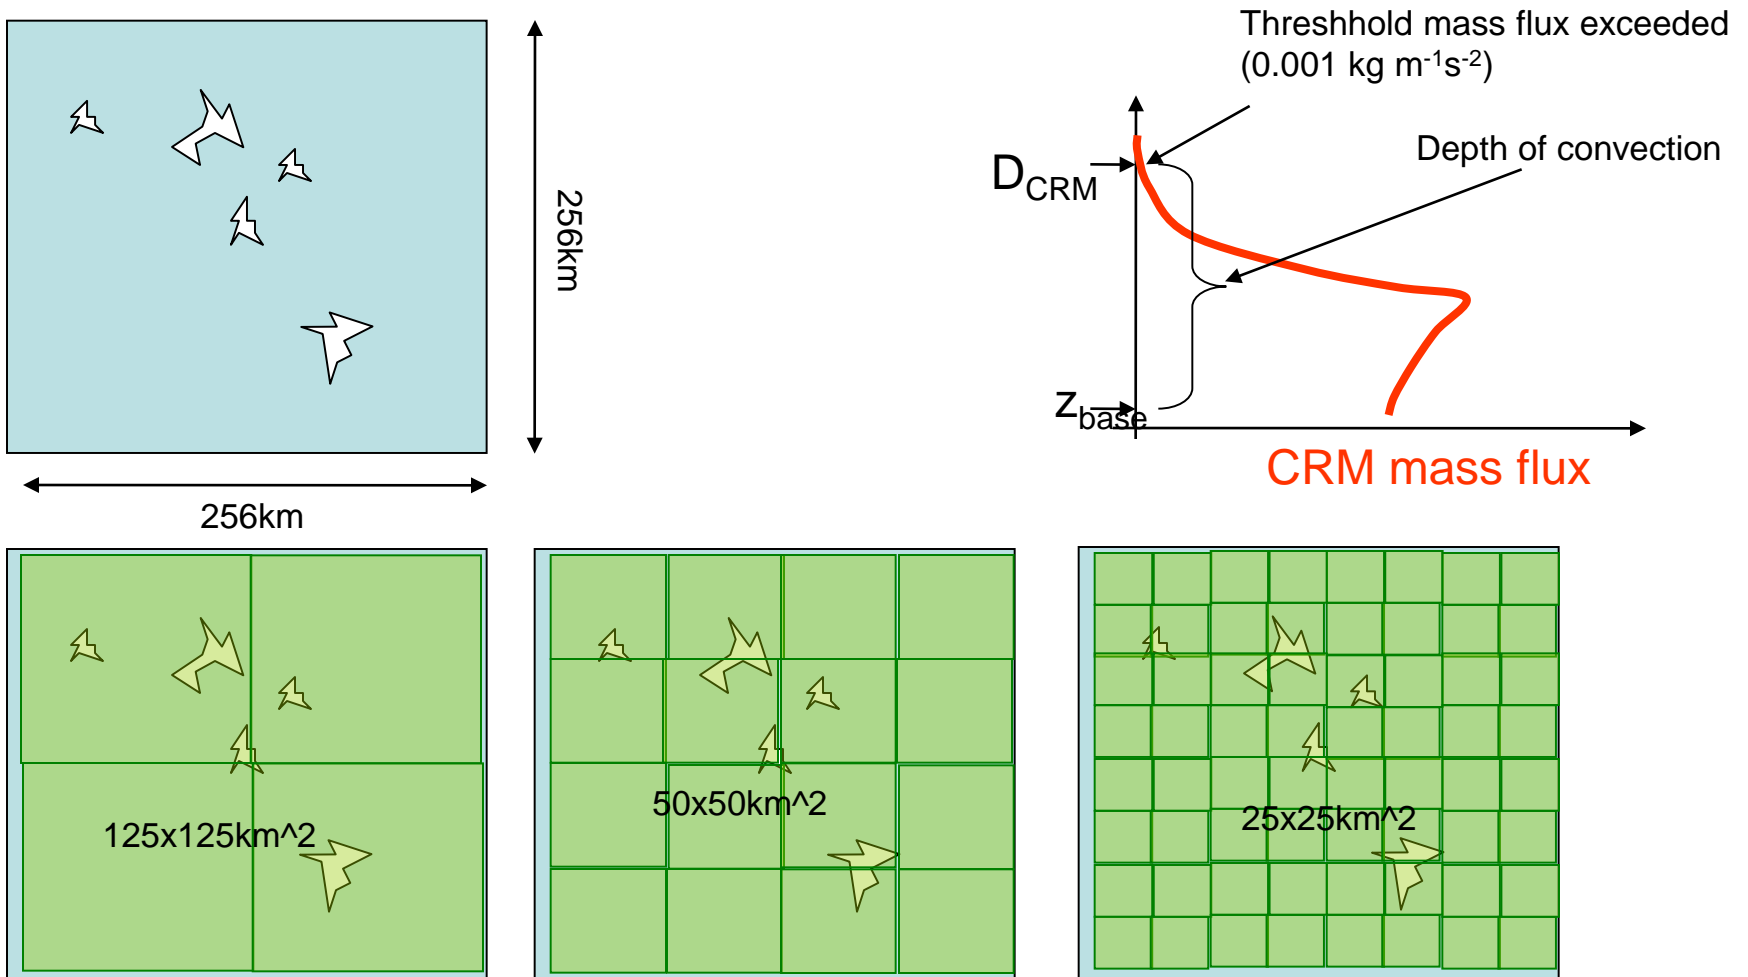 Threshhold mass flux exceeded
(0.001 kg m-1s-2)
Depth of convection
DCRM
256km
zbase
CRM mass flux
256km
125x125km^2
50x50km^2
25x25km^2